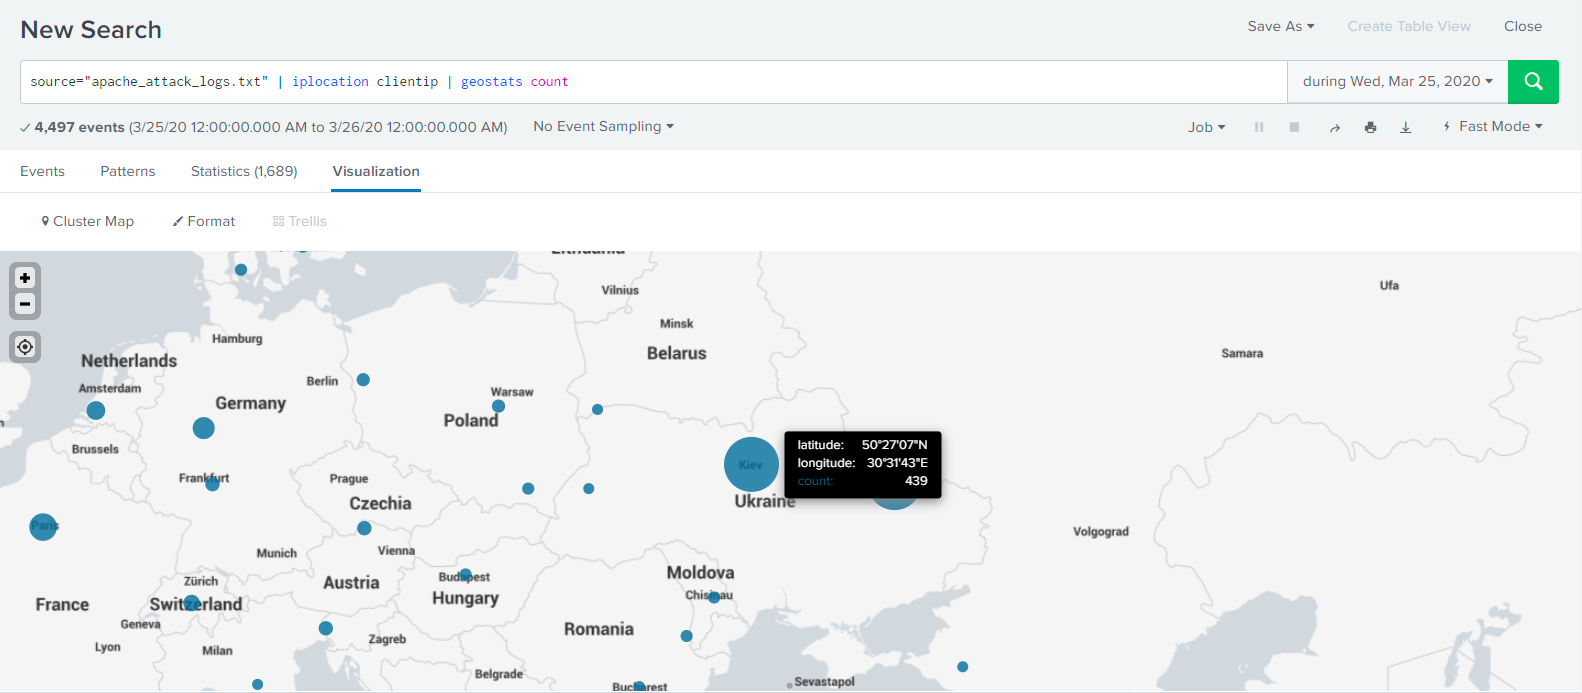 New Search
Save As
Create Table View
Close
source="apache_attack_logs.txt" | iplocation clientip | geostats count
during Wed, Mar 25, 2020
4,497 events (3/25/20 12:00:00.000 AM to 3/26/20 12:00:00.000 AM)
No Event Sampling
Job
Fast Mode
Events
Patterns
Statistics (1,689)
Visualization
Cluster Map
Format
Trellis
Lithuania
Vilnius
Ufa
Minsk
Hamburg
Belarus
Samara
Netherlands
Amsterdam
Berlin
Warsaw
Germany
Poland
Brussels
latitude: 50°27'07"N
longitude: 30°31'43"E
count: 439
Kiev
Frankfurt
Prague
Czechia
Ukraine
Paris
Volgograd
Munich
Vienna
Zürich
Austria
Budapest
Moldova
Chisinau
France
Switzerland
Hungary
Geneva
Romania
Lyon
Milan
Zagreb
Belgrade
Bucharest
Sevastapol